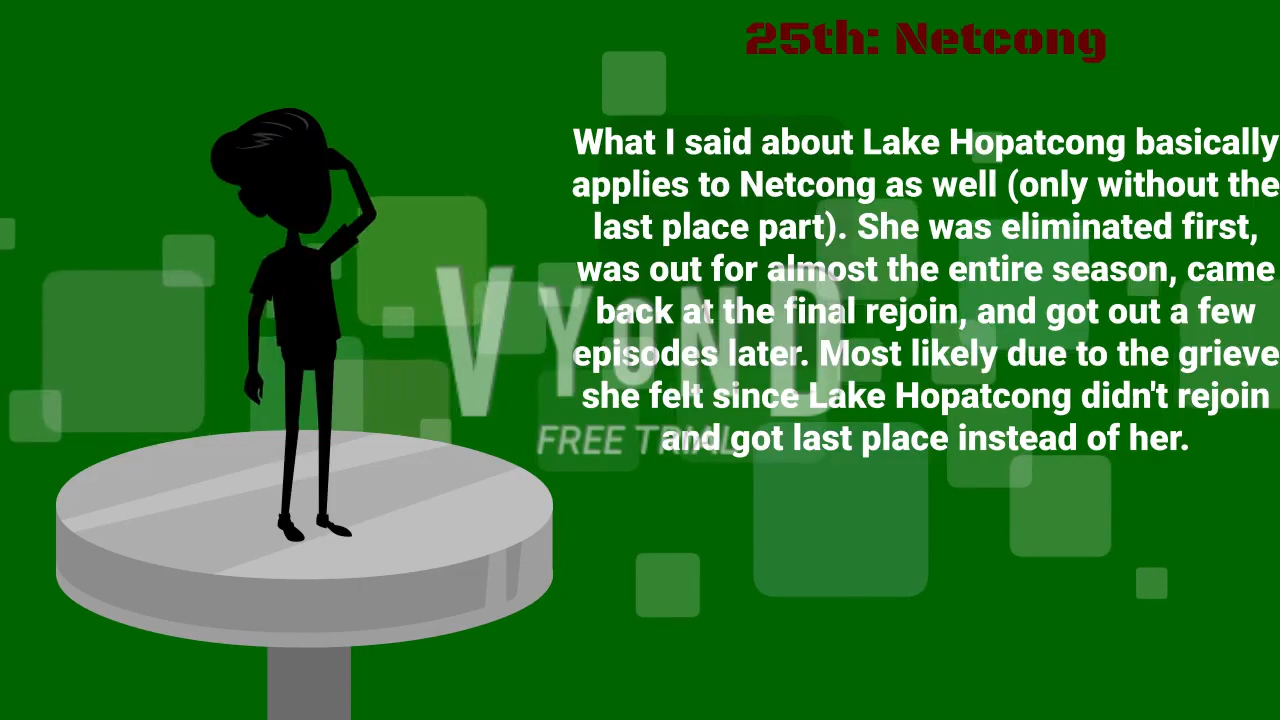 25th: Netcong
What I said about Lake Hopatcong basically
applies to Netcong as well (only without the
last place part). She was eliminated first,
was out for almost the entire season, came
back at the final rejoin, and got out a few
episodes later. Most likely due to the grieve
she felt since Lake Hopatcong didn't rejoin
and got last place instead of her.
VYOND
FREE TRIAL